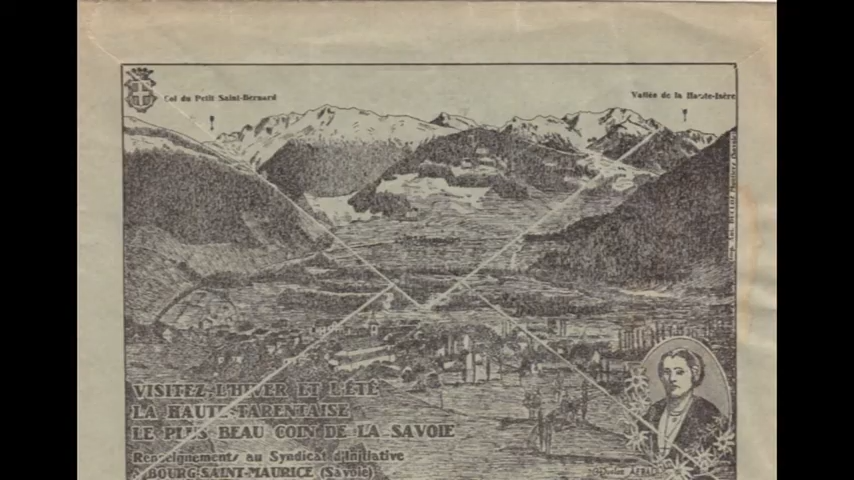 Col du Petit Saint-Bernard
Vallée de la Haute-Isère
VISITEZ L'HIVER ET L'ÉTÉ
LA HAUTE-TARENTAISE
LE PLUS BEAU COIN DE LA SAVOIE
Renseignements au Syndicat d'Initiative
BOURG-SAINT-MAURICE (Savoie)